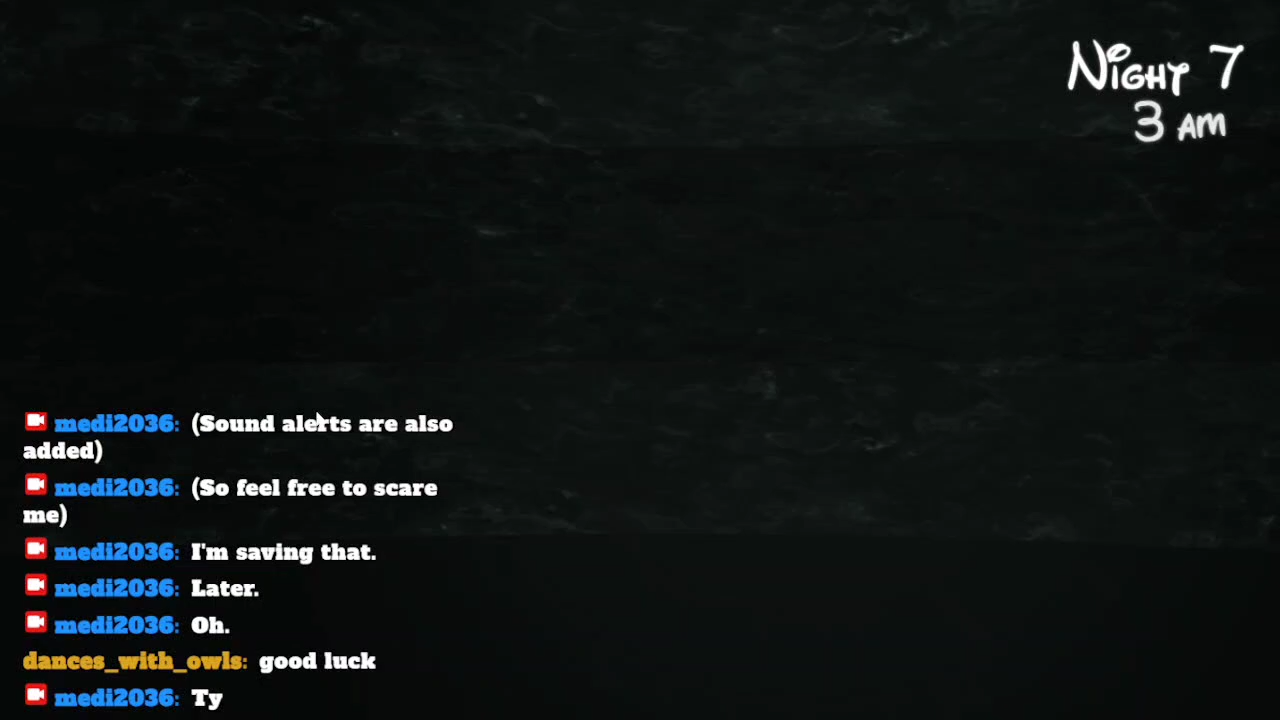 Night 7
3 AM
medi2036: (Sound alerts are also
added)
medi2036: (So feel free to scare
me)
medi2036: I'm saving that.
medi2036: Later.
medi2036: Oh.
dances_with_owls: good luck
medi2036: Ty